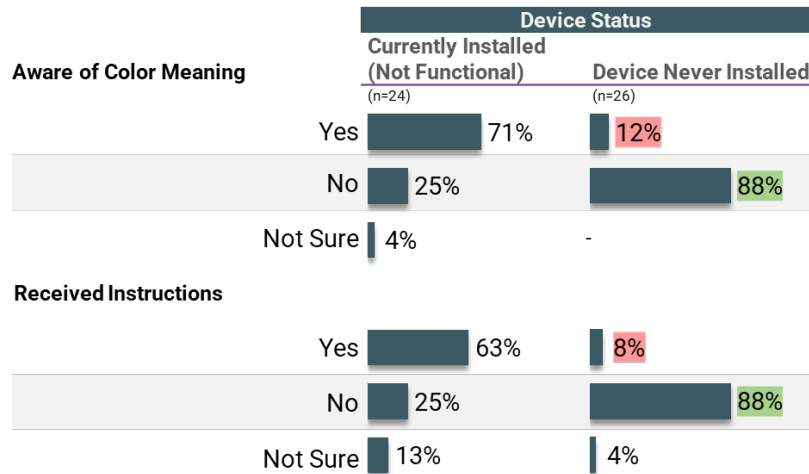 Device Status
Currently Installed
(Not Functional)
Device Never Installed
Aware of Color Meaning
(n=24)
(n=26)
Yes
71%
12%
No
25%
88%
Not Sure
4%
-
Received Instructions
Yes
63%
8%
No
25%
88%
Not Sure
13%
4%